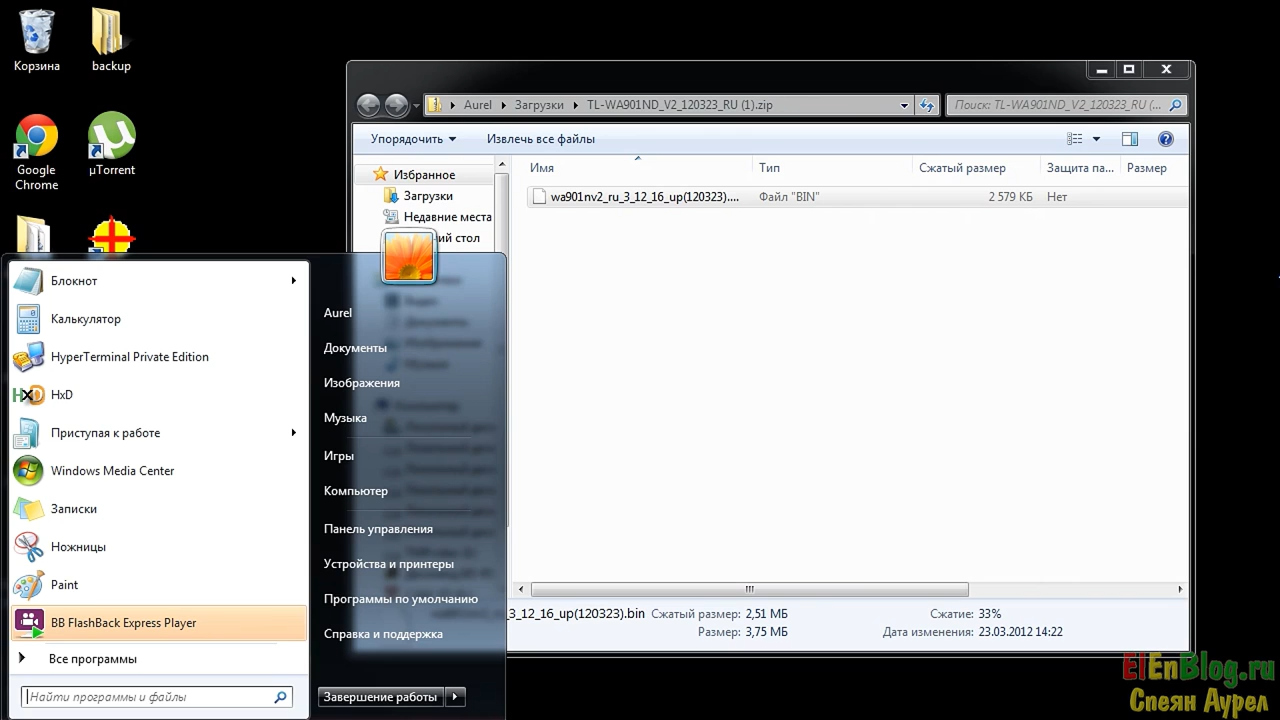 Корзина
backup
Google Chrome
µTorrent
Aurel
Загрузки
TL-WA901ND_V2_120323_RU (1).zip
Поиск: TL-WA901ND_V2_120323_RU (...
Упорядочить
Извлечь все файлы
Имя
Тип
Сжатый размер
Защита па...
Размер
Избранное
Загрузки
Недавние места
ий стол
wa901nv2_ru_3_12_16_up(120323)....
Файл "BIN"
2 579 КБ
Нет
_3_12_16_up(120323).bin
Сжатый размер: 2,51 МБ
Сжатие: 33%
Размер: 3,75 МБ
Дата изменения: 23.03.2012 14:22
Блокнот
Калькулятор
HyperTerminal Private Edition
HxD
Приступая к работе
Windows Media Center
Записки
Ножницы
Paint
BB FlashBack Express Player
Все программы
Найти программы и файлы
Aurel
Документы
Изображения
Музыка
Игры
Компьютер
Панель управления
Устройства и принтеры
Программы по умолчанию
Справка и поддержка
Завершение работы
ElEnBlog.ru
Спеян Аурел